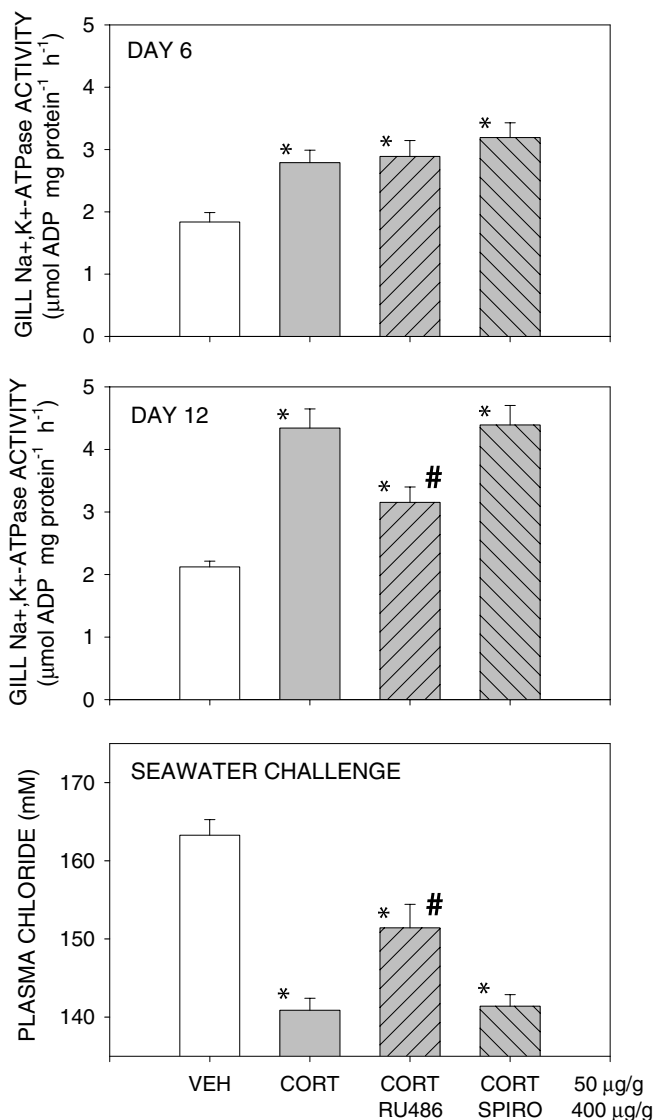 GILL Na+,K+-ATPase ACTIVITY
(μmol ADP mg protein⁻¹ h⁻¹)
5
4
3
2
1
0
DAY 6
*
*
*
GILL Na+,K+-ATPase ACTIVITY
(μmol ADP mg protein⁻¹ h⁻¹)
5
4
3
2
1
0
DAY 12
*
* #
*
PLASMA CHLORIDE (mM)
170
160
150
140
SEAWATER CHALLENGE
*
* #
*
VEH CORT CORT CORT 50 μg/g
RU486 SPIRO 400 μg/g